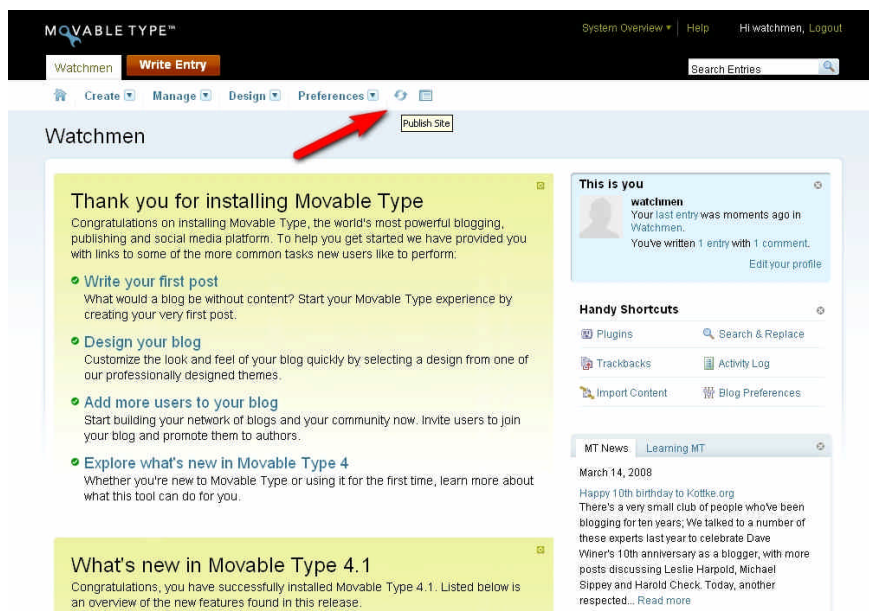 MOVABLE TYPE™
System Overview Help Hi watchmen, Logout
Watchmen Write Entry
Search Entries
Create Manage Design Preferences
Publish Site
Watchmen
Thank you for installing Movable Type
Congratulations on installing Movable Type, the world's most powerful blogging,
publishing and social media platform. To help you get started we have provided you
with links to some of the more common tasks new users like to perform:
Write your first post
What would a blog be without content? Start your Movable Type experience by
creating your very first post.
Design your blog
Customize the look and feel of your blog quickly by selecting a design from one of
our professionally designed themes.
Add more users to your blog
Start building your network of blogs and your community now. Invite users to join
your blog and promote them to authors.
Explore what's new in Movable Type 4
Whether you're new to Movable Type or using it for the first time, learn more about
what this tool can do for you.
What's new in Movable Type 4.1
Congratulations, you have successfully installed Movable Type 4.1. Listed below is
an overview of the new features found in this release.
This is you
watchmen
Your last entry was moments ago in
Watchmen.
You've written 1 entry with 1 comment.
Edit your profile
Handy Shortcuts
Plugins Search & Replace
Trackbacks Activity Log
Import Content Blog Preferences
MT News Learning MT
March 14, 2008
Happy 10th birthday to Kottke.org
There's a very small club of people who've been
blogging for ten years; We talked to a number of
these experts last year to celebrate Dave
Winer's 10th anniversary as a blogger, with more
posts discussing Leslie Harpold, Michael
Sippey and Harold Check. Today, another
respected... Read more